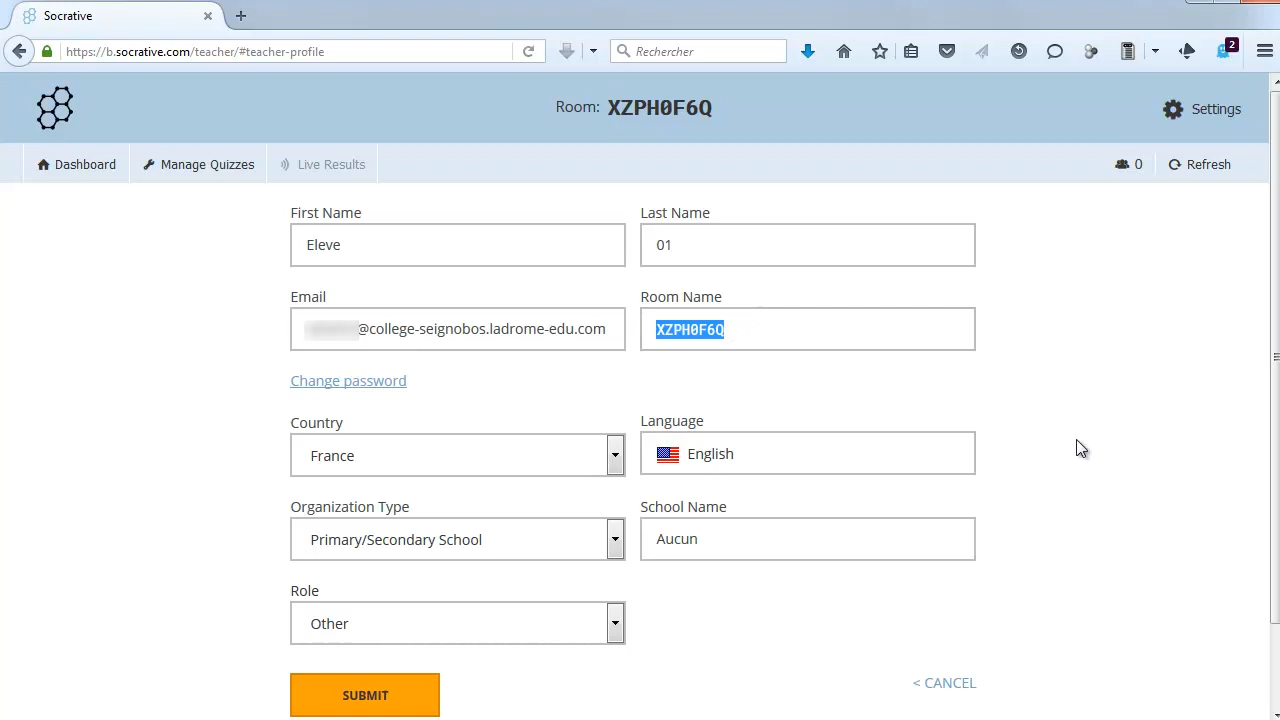 Socrative
https://b.socrative.com/teacher/#teacher-profile
Rechercher
2
Room: XZPH0F6Q
Settings
Dashboard
Manage Quizzes
Live Results
0
Refresh
First Name
Last Name
Eleve
01
Email
Room Name
@college-seignobos.ladrome-edu.com
XZPH0F6Q
Change password
Country
Language
France
English
Organization Type
School Name
Primary/Secondary School
Aucun
Role
Other
SUBMIT
< CANCEL